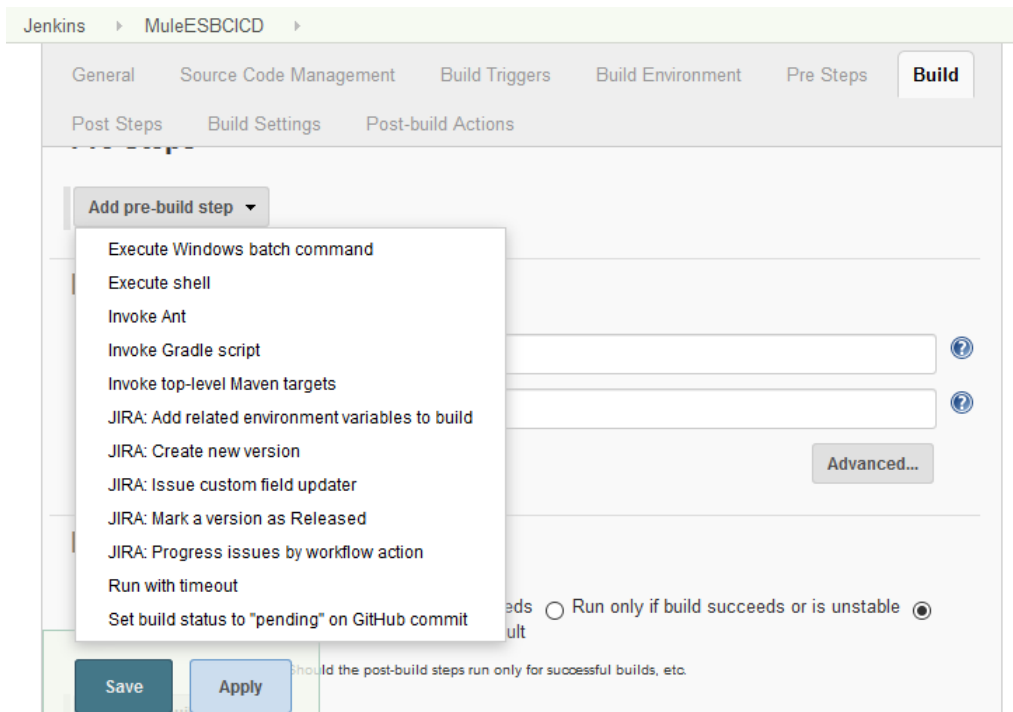 Jenkins MuleESBCICD
General Source Code Management Build Triggers Build Environment Pre Steps Build
Post Steps Build Settings Post-build Actions
Add pre-build step
Execute Windows batch command
Execute shell
Invoke Ant
Invoke Gradle script
Invoke top-level Maven targets
JIRA: Add related environment variables to build
JIRA: Create new version
Advanced...
JIRA: Issue custom field updater
JIRA: Mark a version as Released
JIRA: Progress issues by workflow action
Run with timeout
Set build status to "pending" on GitHub commit
eds Run only if build succeeds or is unstable
ult
Should the post-build steps run only for successful builds, etc.
Save Apply